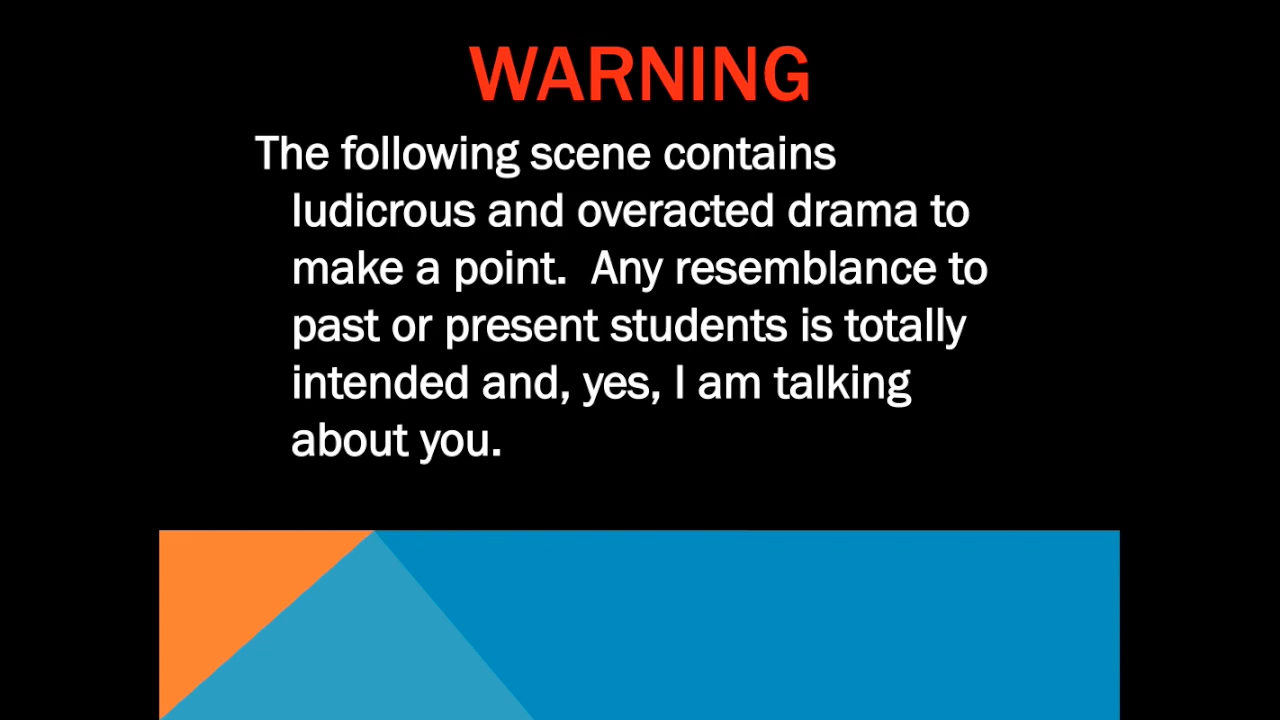 WARNING
The following scene contains
ludicrous and overacted drama to
make a point.  Any resemblance to
past or present students is totally
intended and, yes, I am talking
about you.